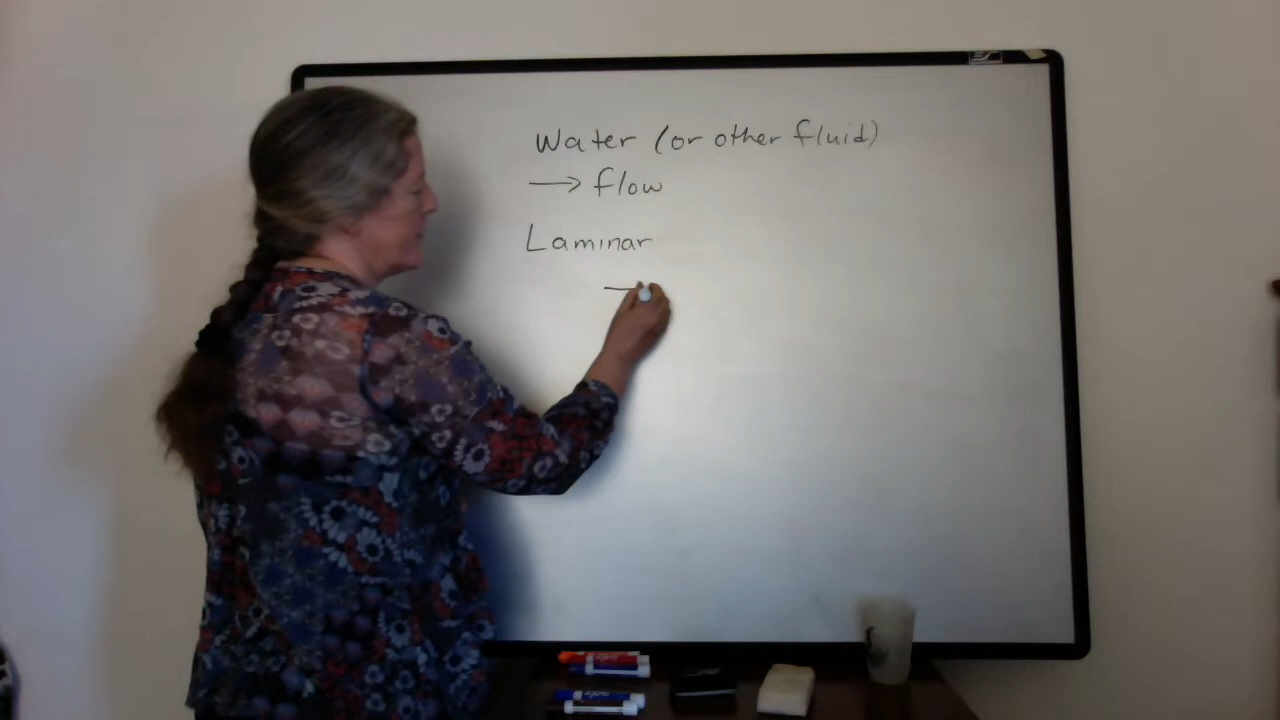 Water (or other fluid)
→ flow
Laminar